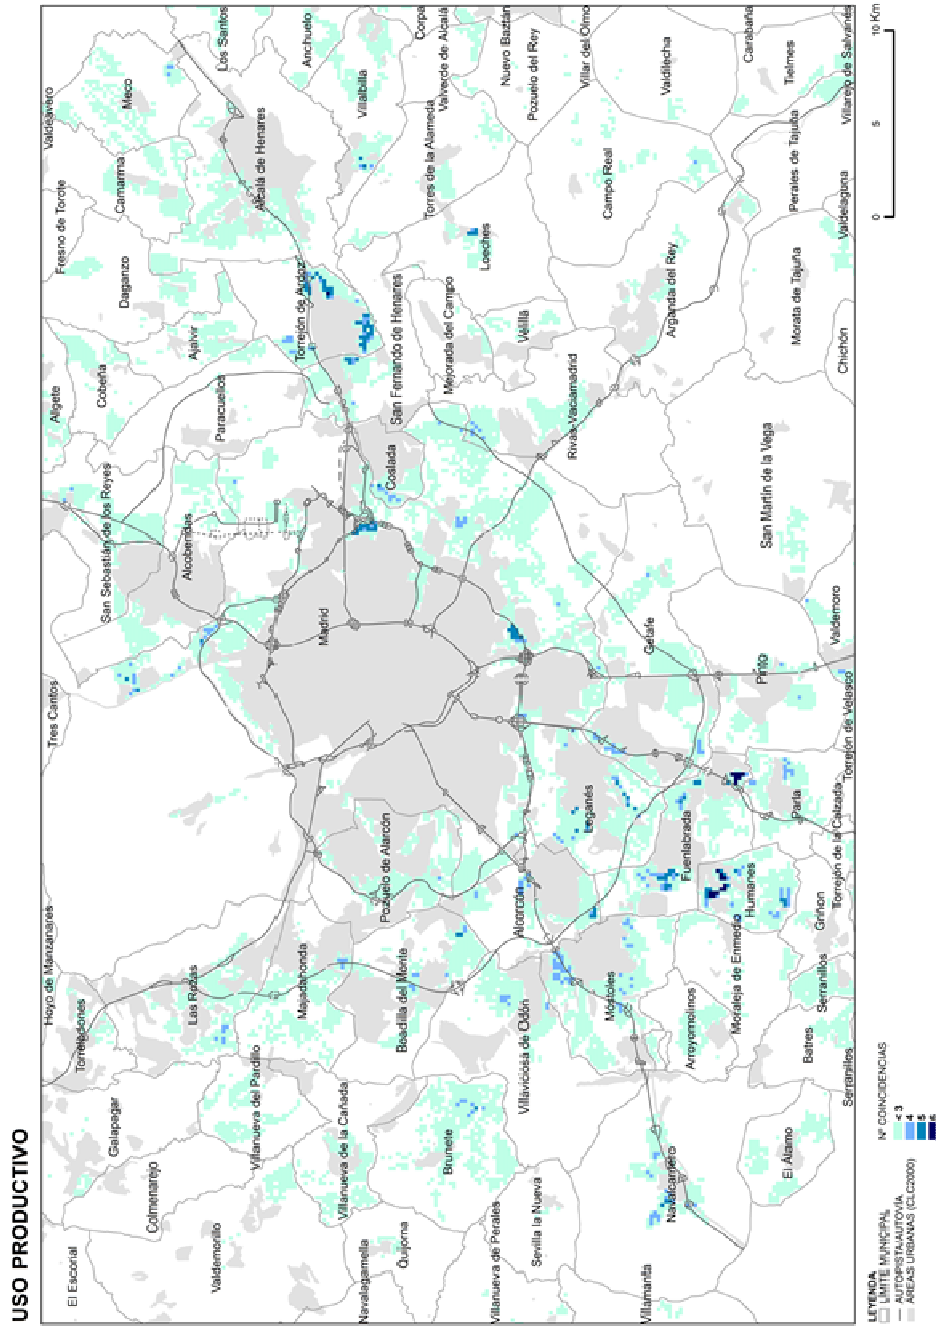 USO PRODUCTIVO
El Escorial
Galapagar
Colmenarejo
Valdemorillo
Navalagamella
Quijorna
Villanueva de Perales
Sevilla la Nueva
Villamanta
Navalcarnero
El Álamo
Brunete
Villanueva de la Cañada
Villanueva del Pardillo
Torrelodones
Hoyo de Manzanares
Las Rozas
Majadahonda
Boadilla del Monte
Villaviciosa de Odón
Móstoles
Arroyomolinos
Moraleja de Enmedio
Batres
Serranillos
Serranillos
Griñón
Humanes
Fuenlabrada
Alcorcón
Pozuelo de Alarcón
Leganés
Parla
Torrejón de la Calzada
Torrejón de Velasco
Tres Cantos
Madrid
Getafe
Pinto
Valdemoro
San Sebastián de los Reyes
Alcobendas
San Martín de la Vega
Coslada
Rivas-Vaciamadrid
San Fernando de Henares
Mejorada del Campo
Velilla
Paracuellos
Algete
Cobeña
Ajalvir
Daganzo
Torrejón de Ardoz
Fresno de Torote
Camarma
Valdeavero
Meco
Alcalá de Henares
Los Santos
Anchuelo
Villalbilla
Corpa
Valverde de Alcalá
Torres de la Alameda
Loeches
Nuevo Baztán
Pozuelo del Rey
Villar del Olmo
Campo Real
Valdilecha
Arganda del Rey
Carabaña
Tielmes
Perales de Tajuña
Morata de Tajuña
Chichón
Valdelaguna
Villarejo de Salvanés
0 5 10 Km
LEYENDA
LÍMITE MUNICIPAL
AUTOPISTA/AUTOVÍA
ÁREAS URBANAS (CLC2000)
Nº COINCIDENCIAS
< 3
4
5
6